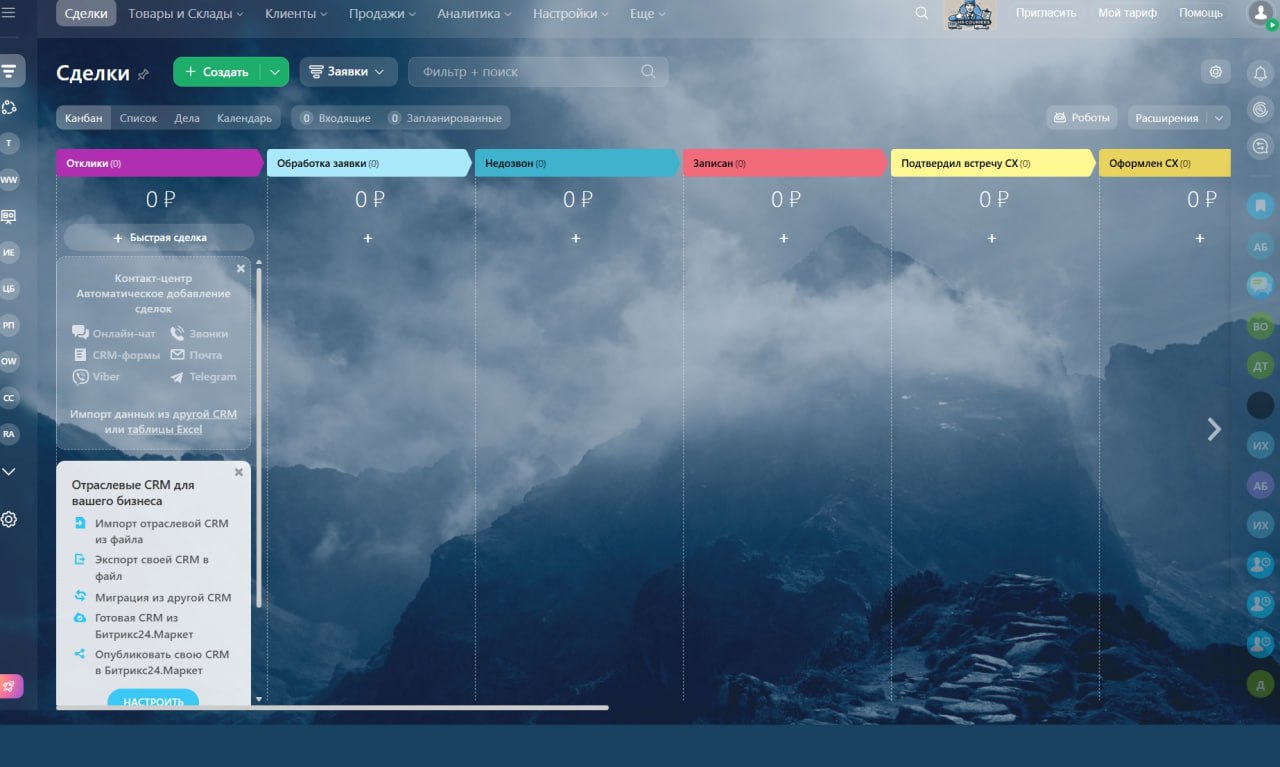 Сделки Товары и Склады Клиенты Продажи Аналитика Настройки Еще HR COURIERS Пригласить Мой тариф Помощь
Сделки + Создать Заявки Фильтр + поиск
Канбан Список Дела Календарь 0 Входящие 0 Запланированные Роботы Расширения
Отклики (0) Обработка заявки (0) Недозвон (0) Записан (0) Подтвердил встречу СХ (0) Оформлен СХ (0)
0 ₽ 0 ₽ 0 ₽ 0 ₽ 0 ₽ 0 ₽
+ Быстрая сделка + + + + +
Контакт-центр
Автоматическое добавление
сделок
Онлайн-чат Звонки
CRM-формы Почта
Viber Telegram
Импорт данных из другой CRM
или таблицы Excel
Отраслевые CRM для
вашего бизнеса
Импорт отраслевой CRM
из файла
Экспорт своей CRM в
файл
Миграция из другой CRM
Готовая CRM из
Битрикс24.Маркет
Опубликовать свою CRM
в Битрикс24.Маркет
НАСТРОИТЬ
Т
WW
ИЕ
ЦБ
РП
OW
СС
RA
АБ
ВО
ДТ
ИХ
АБ
ИХ
Д